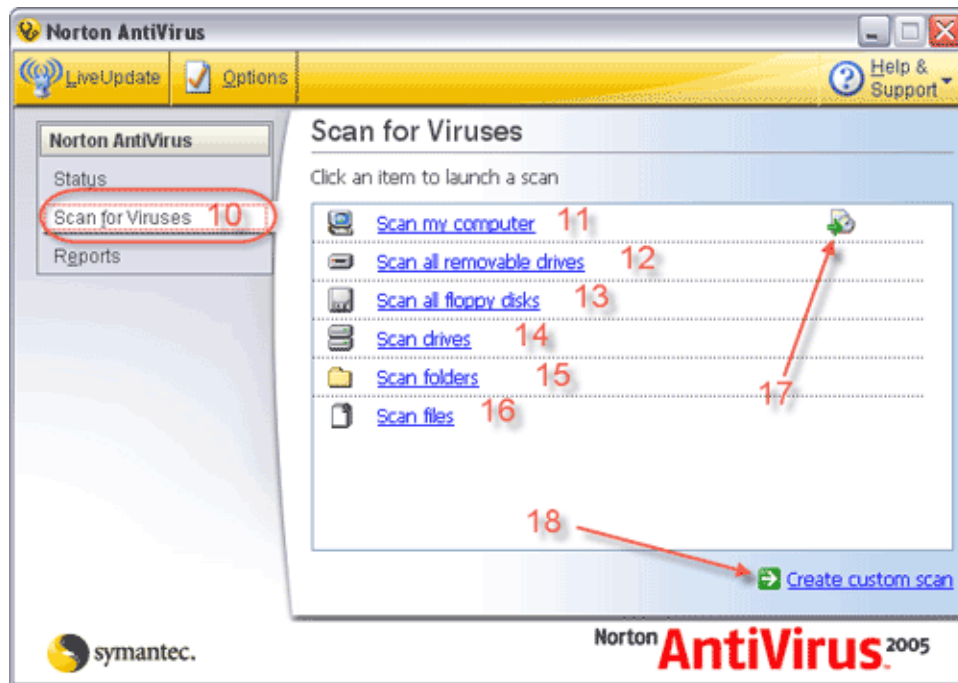 Norton AntiVirus
LiveUpdate Options Help & Support
Norton AntiVirus
Status
Scan for Viruses 10
Reports
Scan for Viruses
Click an item to launch a scan
Scan my computer 11
Scan all removable drives 12
Scan all floppy disks 13
Scan drives 14
Scan folders 15
17
Scan files 16
18
Create custom scan
symantec.
Norton AntiVirus 2005